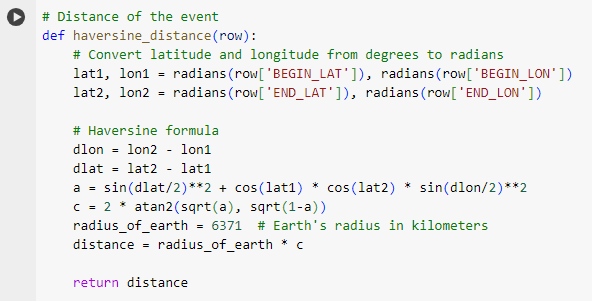 # Distance of the event
def haversine_distance(row):
    # Convert latitude and longitude from degrees to radians
    lat1, lon1 = radians(row['BEGIN_LAT']), radians(row['BEGIN_LON'])
    lat2, lon2 = radians(row['END_LAT']), radians(row['END_LON'])

    # Haversine formula
    dlon = lon2 - lon1
    dlat = lat2 - lat1
    a = sin(dlat/2)**2 + cos(lat1) * cos(lat2) * sin(dlon/2)**2
    c = 2 * atan2(sqrt(a), sqrt(1-a))
    radius_of_earth = 6371  # Earth's radius in kilometers
    distance = radius_of_earth * c

    return distance